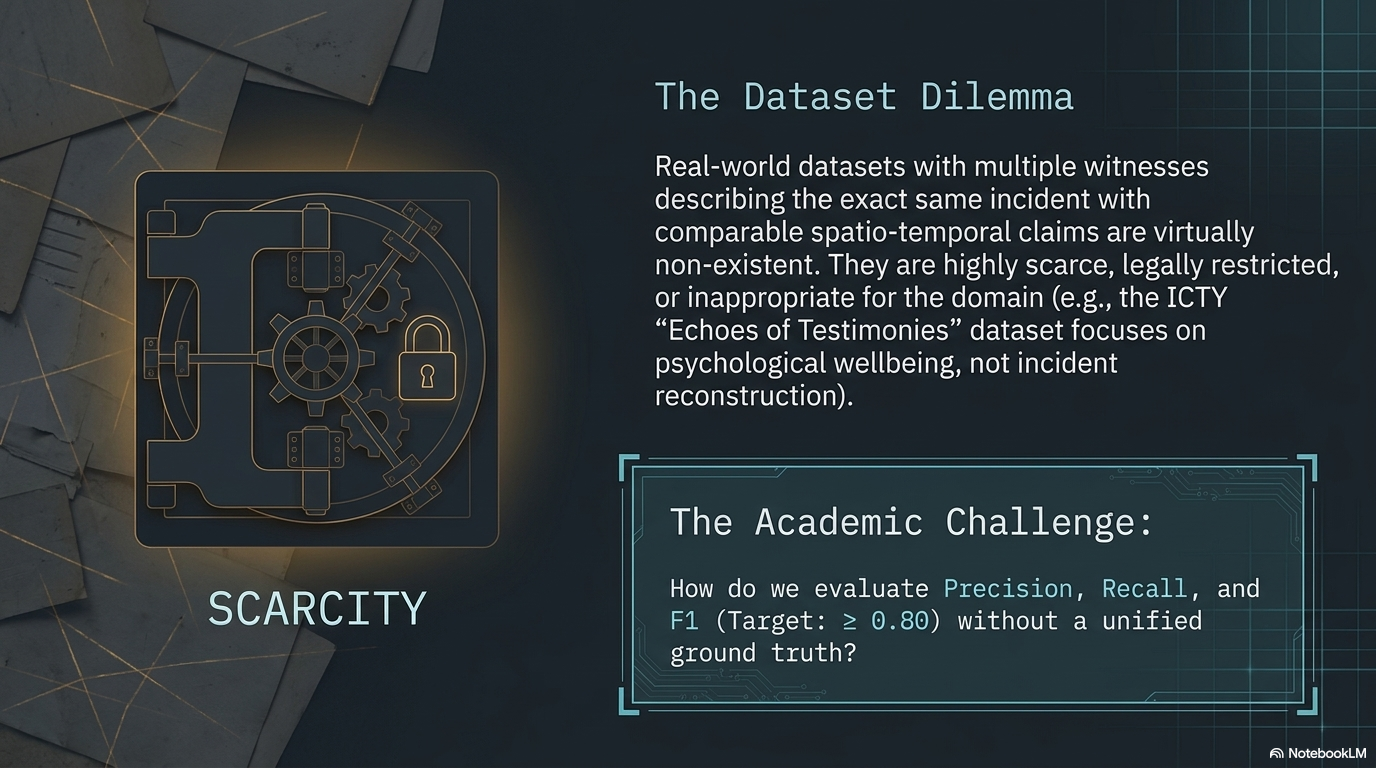 The Dataset Dilemma
Real-world datasets with multiple witnesses
describing the exact same incident with
comparable spatio-temporal claims are virtually
non-existent. They are highly scarce, legally restricted,
or inappropriate for the domain (e.g., the ICTY
“Echoes of Testimonies” dataset focuses on
psychological wellbeing, not incident
reconstruction).
SCARCITY
The Academic Challenge:
How do we evaluate Precision, Recall, and
F1 (Target: ≥ 0.80) without a unified
ground truth?
NotebookLM